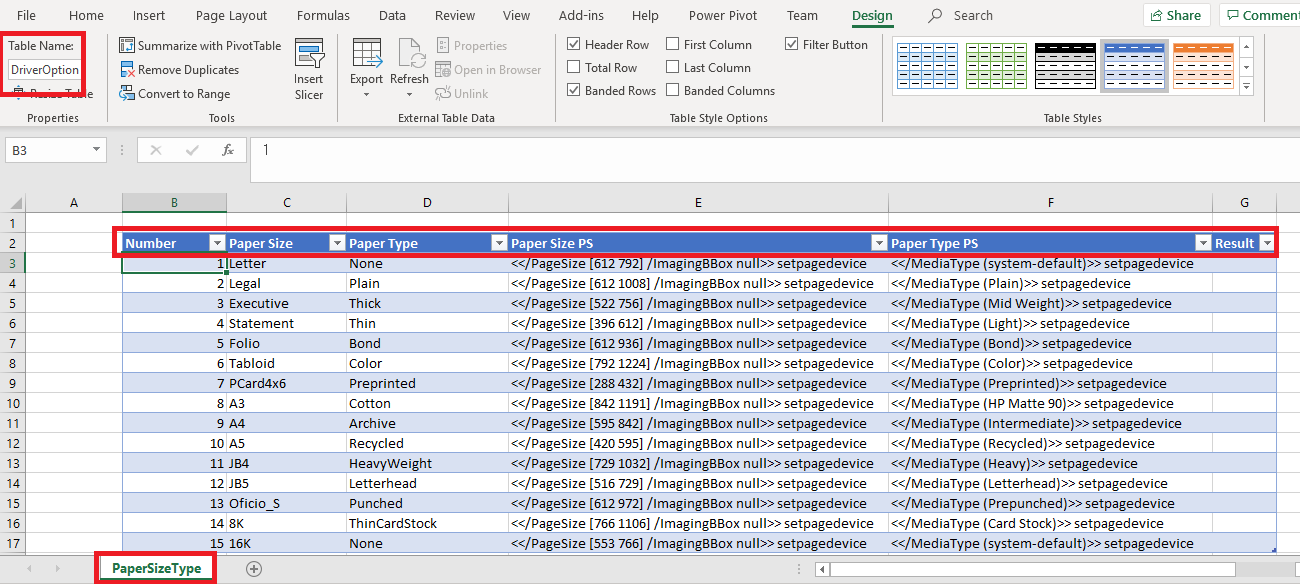 File Home Insert Page Layout Formulas Data Review View Add-ins Help Power Pivot Team Design Search Share Comment
Table Name: Summarize with PivotTable Properties Header Row First Column Filter Button
DriverOption Remove Duplicates Insert Slicer Export Refresh Open in Browser Total Row Last Column
Resize Table Convert to Range Unlink Banded Rows Banded Columns
Properties Tools External Table Data Table Style Options Table Styles
B3 fx 1
A B C D E F G
1
2 Number Paper Size Paper Type Paper Size PS Paper Type PS Result
3 1 Letter None <</PageSize [612 792] /ImagingBBox null>> setpagedevice <</MediaType (system-default)>> setpagedevice
4 2 Legal Plain <</PageSize [612 1008] /ImagingBBox null>> setpagedevice <</MediaType (Plain)>> setpagedevice
5 3 Executive Thick <</PageSize [522 756] /ImagingBBox null>> setpagedevice <</MediaType (Mid Weight)>> setpagedevice
6 4 Statement Thin <</PageSize [396 612] /ImagingBBox null>> setpagedevice <</MediaType (Light)>> setpagedevice
7 5 Folio Bond <</PageSize [612 936] /ImagingBBox null>> setpagedevice <</MediaType (Bond)>> setpagedevice
8 6 Tabloid Color <</PageSize [792 1224] /ImagingBBox null>> setpagedevice <</MediaType (Color)>> setpagedevice
9 7 PCard4x6 Preprinted <</PageSize [288 432] /ImagingBBox null>> setpagedevice <</MediaType (Preprinted)>> setpagedevice
10 8 A3 Cotton <</PageSize [842 1191] /ImagingBBox null>> setpagedevice <</MediaType (HP Matte 90)>> setpagedevice
11 9 A4 Archive <</PageSize [595 842] /ImagingBBox null>> setpagedevice <</MediaType (Intermediate)>> setpagedevice
12 10 A5 Recycled <</PageSize [420 595] /ImagingBBox null>> setpagedevice <</MediaType (Recycled)>> setpagedevice
13 11 JB4 HeavyWeight <</PageSize [729 1032] /ImagingBBox null>> setpagedevice <</MediaType (Heavy)>> setpagedevice
14 12 JB5 Letterhead <</PageSize [516 729] /ImagingBBox null>> setpagedevice <</MediaType (Letterhead)>> setpagedevice
15 13 Oficio_S Punched <</PageSize [612 972] /ImagingBBox null>> setpagedevice <</MediaType (Prepunched)>> setpagedevice
16 14 8K ThinCardStock <</PageSize [766 1106] /ImagingBBox null>> setpagedevice <</MediaType (Card Stock)>> setpagedevice
17 15 16K None <</PageSize [553 766] /ImagingBBox null>> setpagedevice <</MediaType (system-default)>> setpagedevice
PaperSizeType